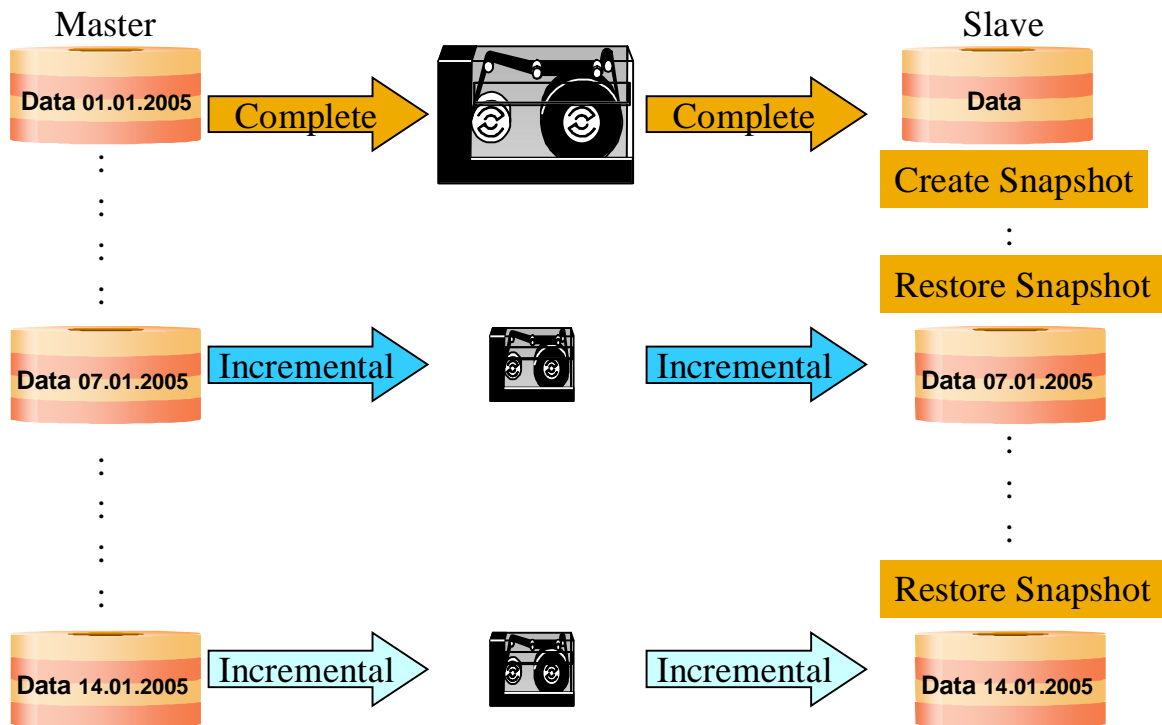 Master
Slave
Data 01.01.2005
Complete
Complete
Data
Create Snapshot
Restore Snapshot
Data 07.01.2005
Incremental
Incremental
Data 07.01.2005
Restore Snapshot
Data 14.01.2005
Incremental
Incremental
Data 14.01.2005